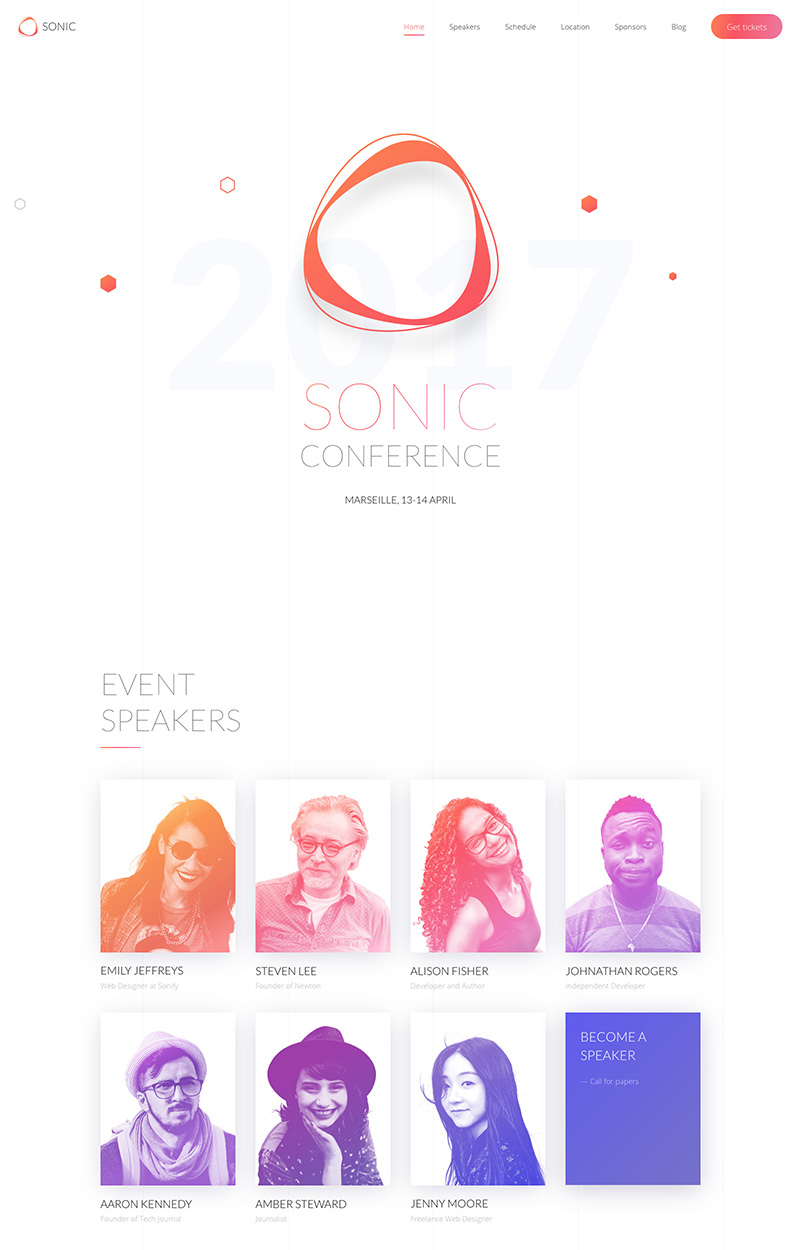 SONIC
Home Speakers Schedule Location Sponsors Blog Get tickets
2017
SONIC
CONFERENCE
MARSEILLE, 13-14 APRIL
EVENT
SPEAKERS
EMILY JEFFREYS STEVEN LEE ALISON FISHER JOHNATHAN ROGERS
Web Designer at Sonify Founder of Newton Developer and Author Independent Developer
BECOME A
SPEAKER
— Call for papers
AARON KENNEDY AMBER STEWARD JENNY MOORE
Founder of Tech Journal Journalist Freelance Web Designer